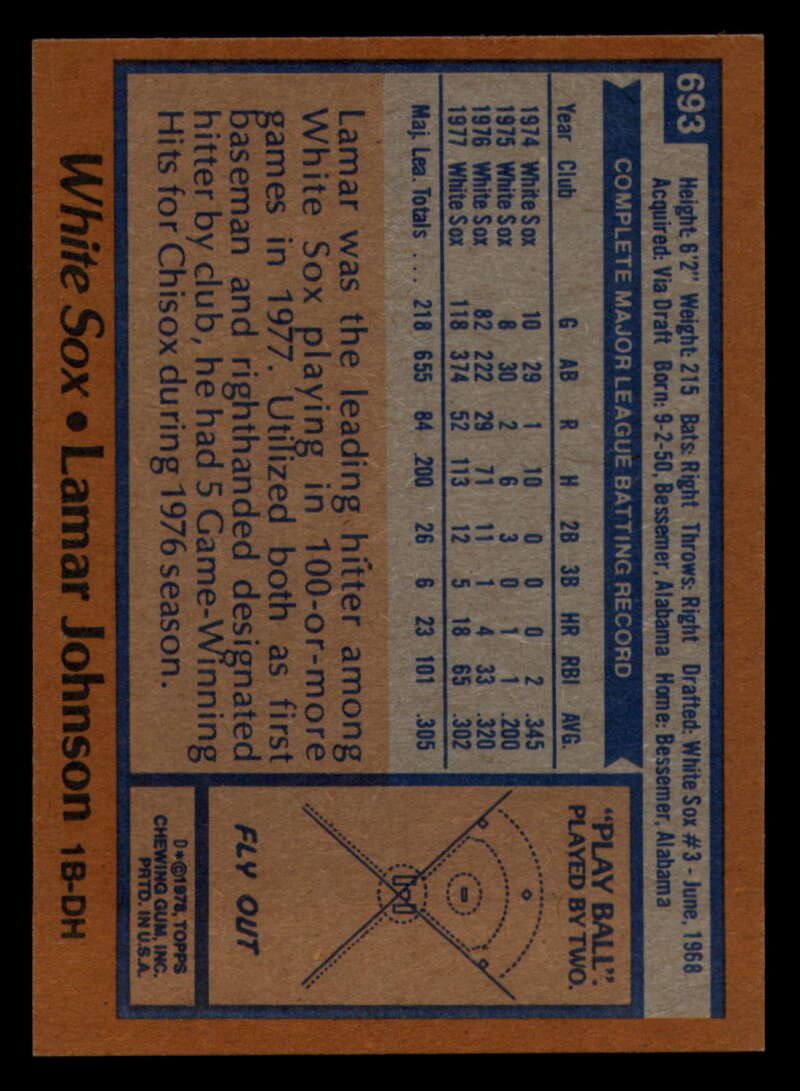 693
Height: 6'2" Weight: 215 Bats: Right Throws: Right Drafted: White Sox #3 - June, 1968
Acquired: Via Draft Born: 9-2-50, Bessemer, Alabama Home: Bessemer, Alabama
COMPLETE MAJOR LEAGUE BATTING RECORD
Year Club G AB R H 2B 3B HR RBI AVG.
1974 White Sox 10 29 1 10 0 0 0 2 .345
1975 White Sox 8 30 2 6 3 0 1 1 .200
1976 White Sox 82 222 29 71 11 1 4 33 .320
1977 White Sox 118 374 52 113 12 5 18 65 .302
Maj. Lea. Totals . . . 218 655 84 200 26 6 23 101 .305
Lamar was the leading hitter among
White Sox playing in 100-or-more
games in 1977. Utilized both as first
baseman and righthanded designated
hitter by club, he had 5 Game-Winning
Hits for Chisox during 1976 season.
"PLAY BALL".
PLAYED BY TWO.
FLY OUT
D*©1978, TOPPS
CHEWING GUM, INC.
PRTD. IN U.S.A.
White Sox • Lamar Johnson 1B-DH